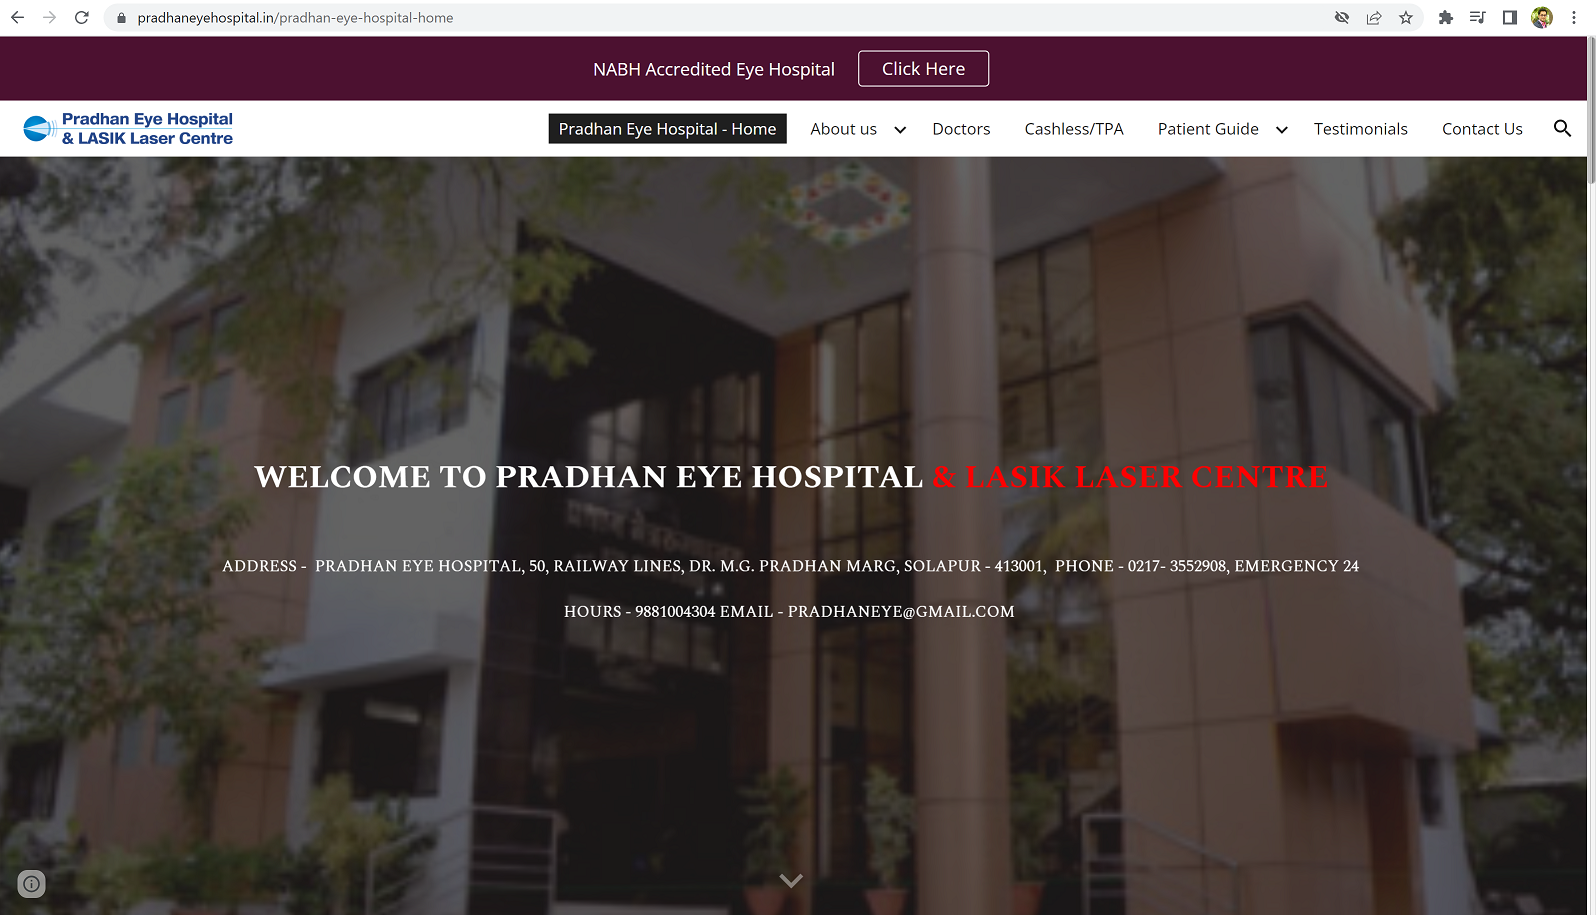 pradhaneyehospital.in/pradhan-eye-hospital-home
NABH Accredited Eye Hospital Click Here
Pradhan Eye Hospital
& LASIK Laser Centre
Pradhan Eye Hospital - Home About us Doctors Cashless/TPA Patient Guide Testimonials Contact Us
WELCOME TO PRADHAN EYE HOSPITAL & LASIK LASER CENTRE
ADDRESS - PRADHAN EYE HOSPITAL, 50, RAILWAY LINES, DR. M.G. PRADHAN MARG, SOLAPUR - 413001, PHONE - 0217- 3552908, EMERGENCY 24
HOURS - 9881004304 EMAIL - PRADHANEYE@GMAIL.COM